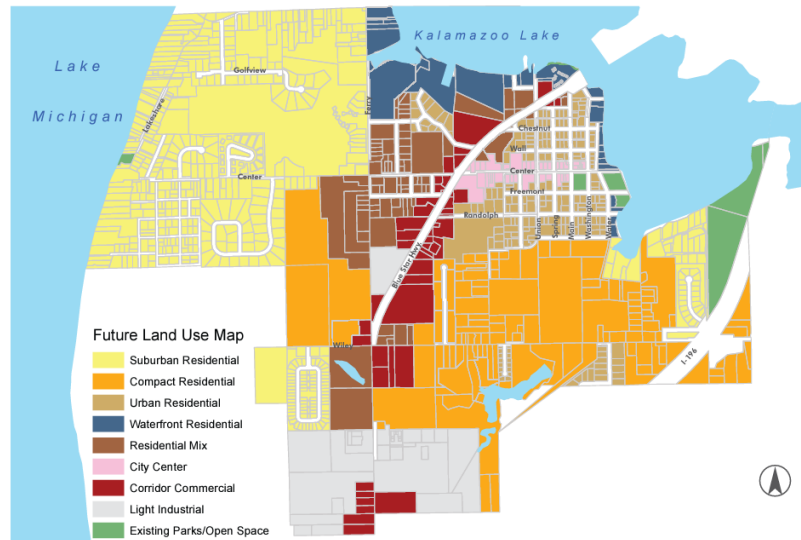 Lake
Michigan
Kalamazoo Lake
Golfview
Lakeshore
Ferry
Chestnut
Wall
Center
Center
Freemont
Randolph
Union
Spring
Main
Washington
Water
Blue Star Hwy.
Wiley
I-196
Future Land Use Map
Suburban Residential
Compact Residential
Urban Residential
Waterfront Residential
Residential Mix
City Center
Corridor Commercial
Light Industrial
Existing Parks/Open Space